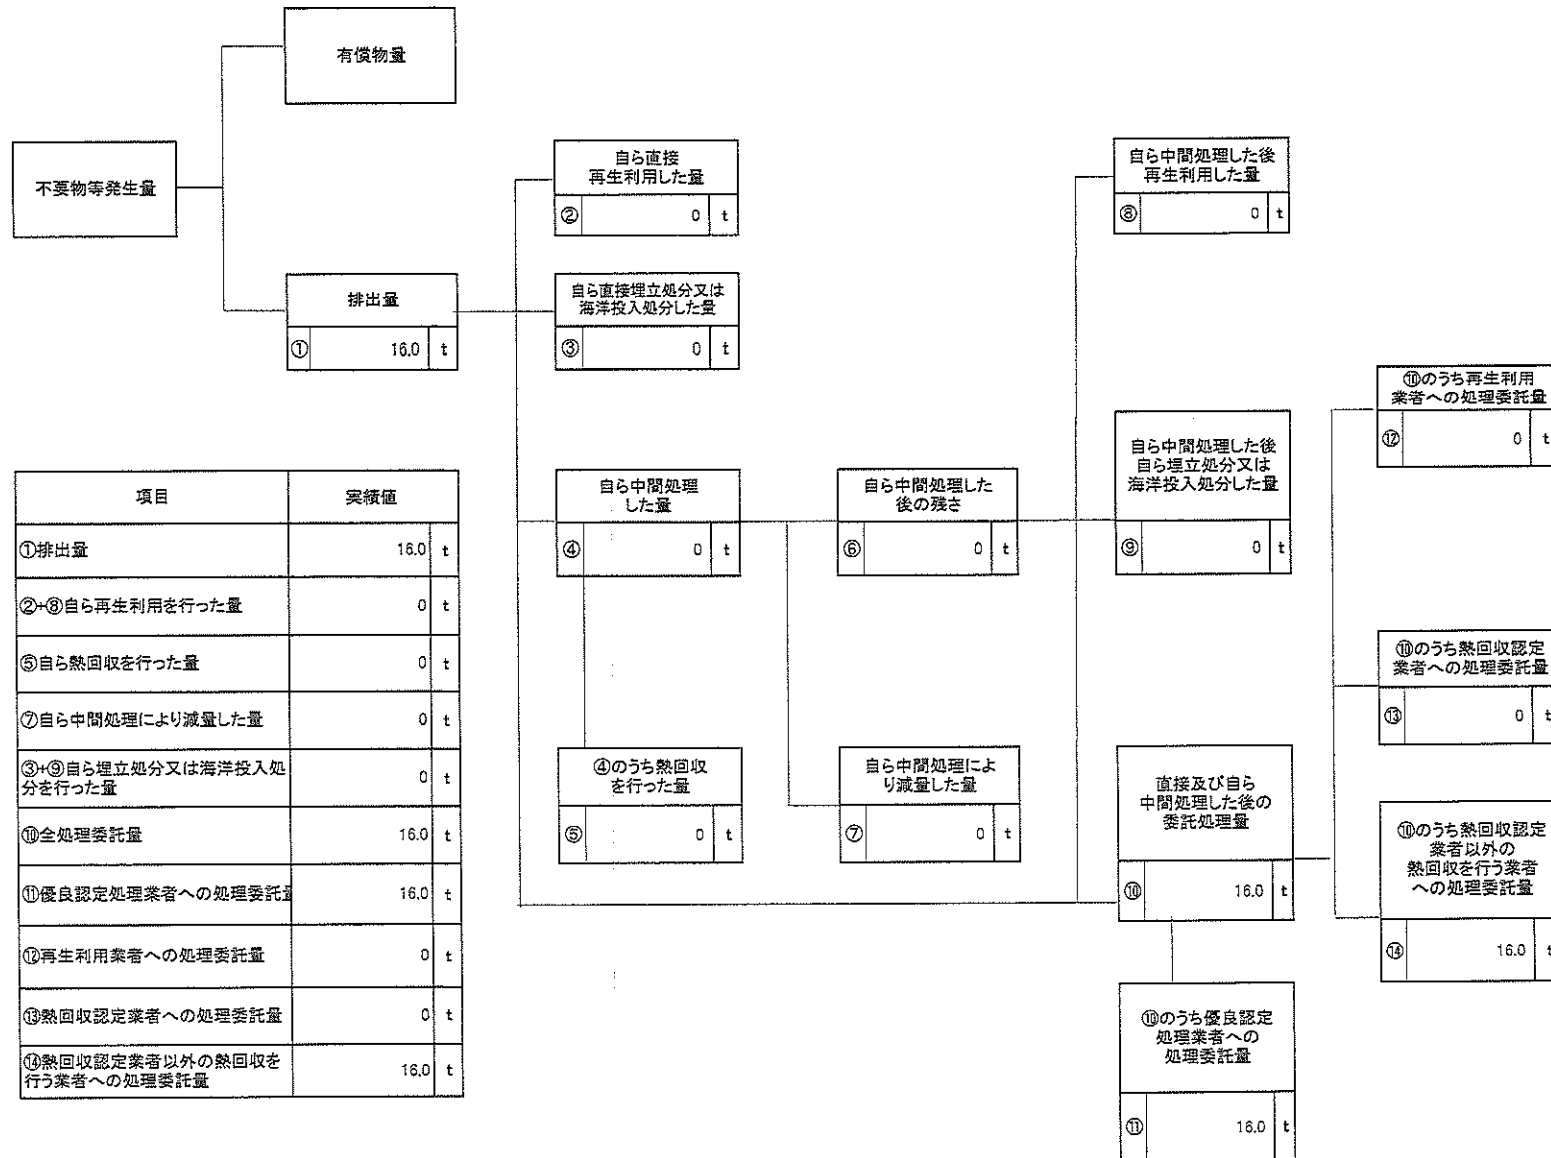 有償物量
不要物等発生量
排出量
① 16.0 t
自ら直接
再生利用した量
② 0 t
自ら直接埋立処分又は
海洋投入処分した量
③ 0 t
自ら中間処理
した量
④ 0 t
④のうち熱回収
を行った量
⑤ 0 t
自ら中間処理した
後の残さ
⑥ 0 t
自ら中間処理によ
り減量した量
⑦ 0 t
自ら中間処理した後
再生利用した量
⑧ 0 t
自ら中間処理した後
自ら埋立処分又は
海洋投入処分した量
⑨ 0 t
直接及び自ら
中間処理した後の
委託処理量
⑩ 16.0 t
⑩のうち優良認定
処理業者への
処理委託量
⑪ 16.0 t
⑩のうち再生利用
業者への処理委託量
⑫ 0 t
⑩のうち熱回収認定
業者への処理委託量
⑬ 0 t
⑩のうち熱回収認定
業者以外の
熱回収を行う業者
への処理委託量
⑭ 16.0 t
項目 実績値
①排出量 16.0 t
②+⑧自ら再生利用を行った量 0 t
⑤自ら熱回収を行った量 0 t
⑦自ら中間処理により減量した量 0 t
③+⑨自ら埋立処分又は海洋投入処
分を行った量 0 t
⑩全処理委託量 16.0 t
⑪優良認定処理業者への処理委託量 16.0 t
⑫再生利用業者への処理委託量 0 t
⑬熱回収認定業者への処理委託量 0 t
⑭熱回収認定業者以外の熱回収を
行う業者への処理委託量 16.0 t